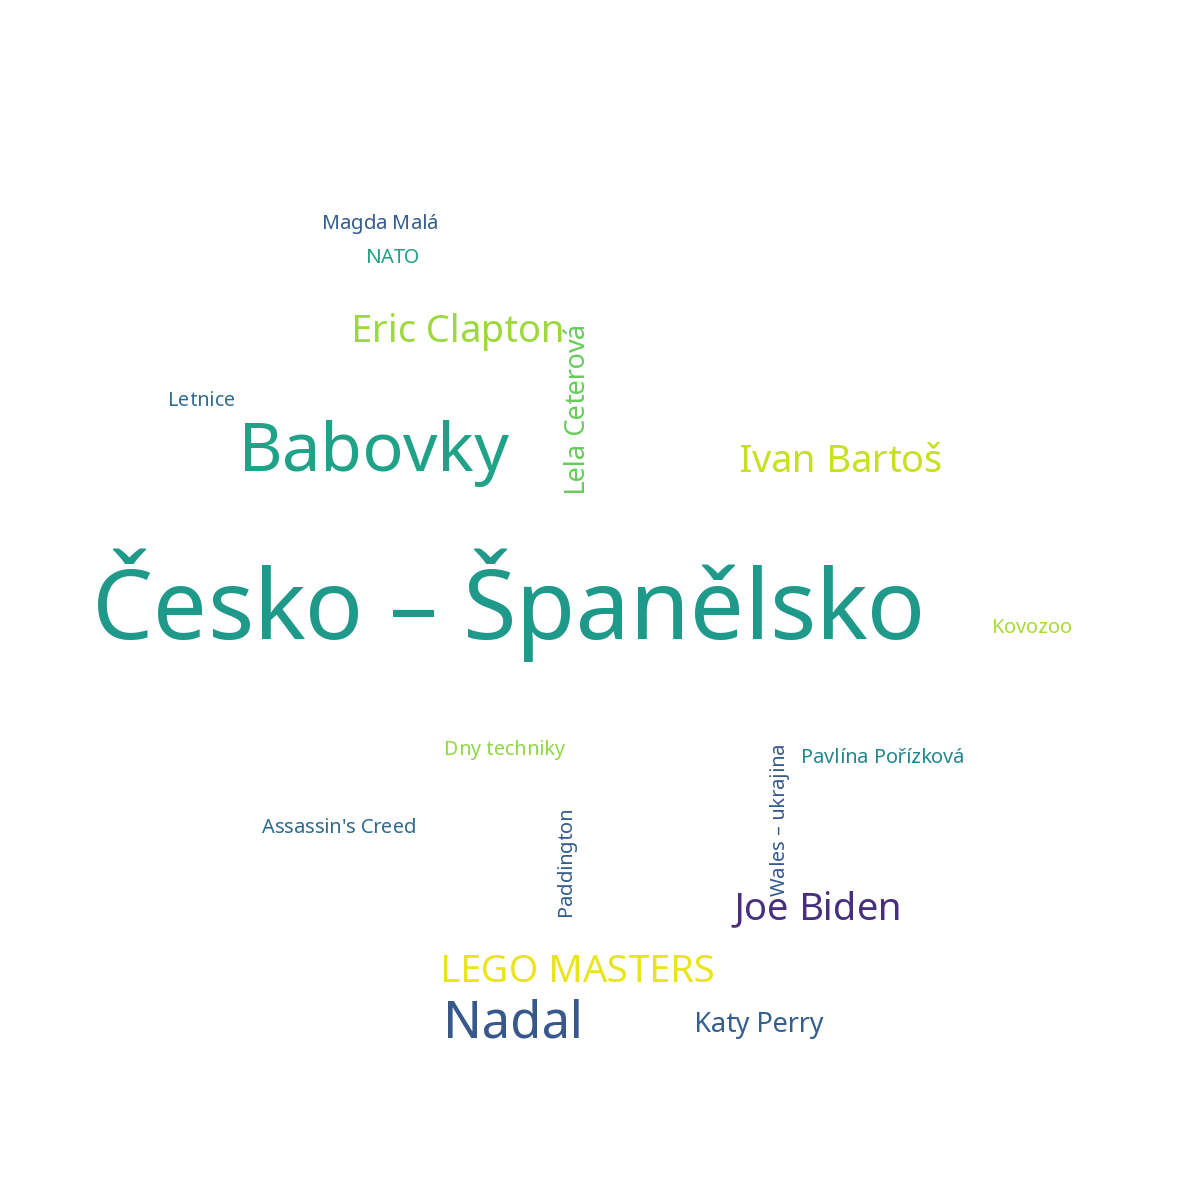 Magda Malá
NATO
Eric Clapton
Lela Ceterová
Letnice
Babovky
Ivan Bartoš
Česko – Španělsko
Kovozoo
Dny techniky
Wales – ukrajina
Pavlína Pořízková
Assassin's Creed
Paddington
Joe Biden
LEGO MASTERS
Nadal
Katy Perry